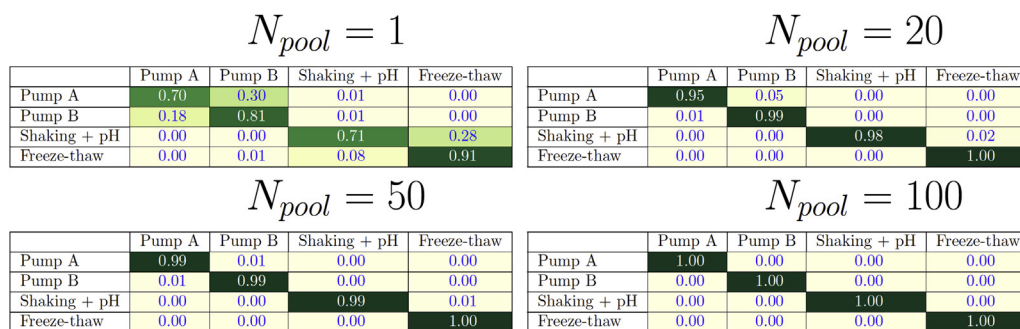 N_pool = 1
Pump A Pump B Shaking + pH Freeze-thaw
Pump A 0.70 0.30 0.01 0.00
Pump B 0.18 0.81 0.01 0.00
Shaking + pH 0.00 0.00 0.71 0.28
Freeze-thaw 0.00 0.01 0.08 0.91
N_pool = 20
Pump A Pump B Shaking + pH Freeze-thaw
Pump A 0.95 0.05 0.00 0.00
Pump B 0.01 0.99 0.00 0.00
Shaking + pH 0.00 0.00 0.98 0.02
Freeze-thaw 0.00 0.00 0.00 1.00
N_pool = 50
Pump A Pump B Shaking + pH Freeze-thaw
Pump A 0.99 0.01 0.00 0.00
Pump B 0.01 0.99 0.00 0.00
Shaking + pH 0.00 0.00 0.99 0.01
Freeze-thaw 0.00 0.00 0.00 1.00
N_pool = 100
Pump A Pump B Shaking + pH Freeze-thaw
Pump A 1.00 0.00 0.00 0.00
Pump B 0.00 1.00 0.00 0.00
Shaking + pH 0.00 0.00 1.00 0.00
Freeze-thaw 0.00 0.00 0.00 1.00